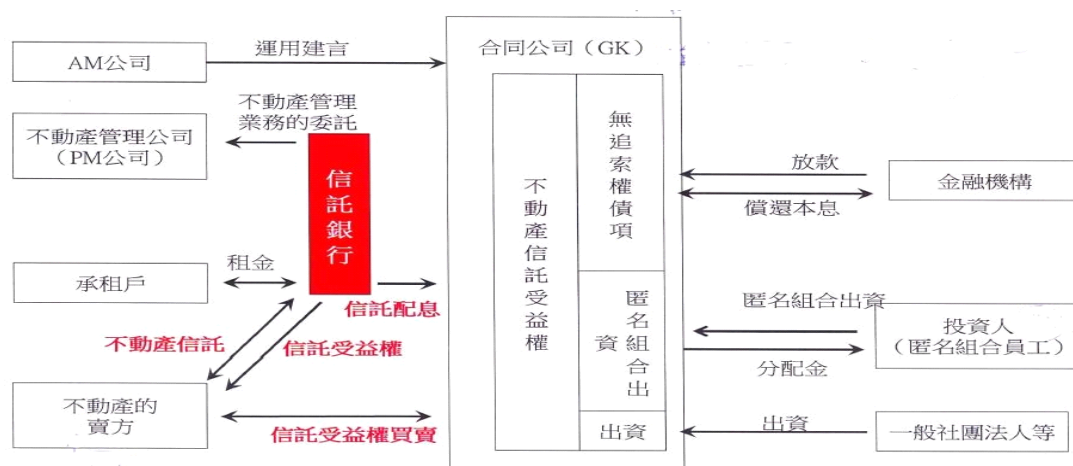 AM公司
運用建言
合同公司（GK）
不動產管理
業務的委託
不動產管理公司
（PM公司）
信託銀行
承租戶
租金
信託配息
不動產信託
信託受益權
不動產的
賣方
信託受益權買賣
不動產信託受益權
無追索權債項
匿名組合出
資
出資
放款
償還本息
金融機構
匿名組合出資
分配金
投資人
（匿名組合員工）
出資
一般社團法人等